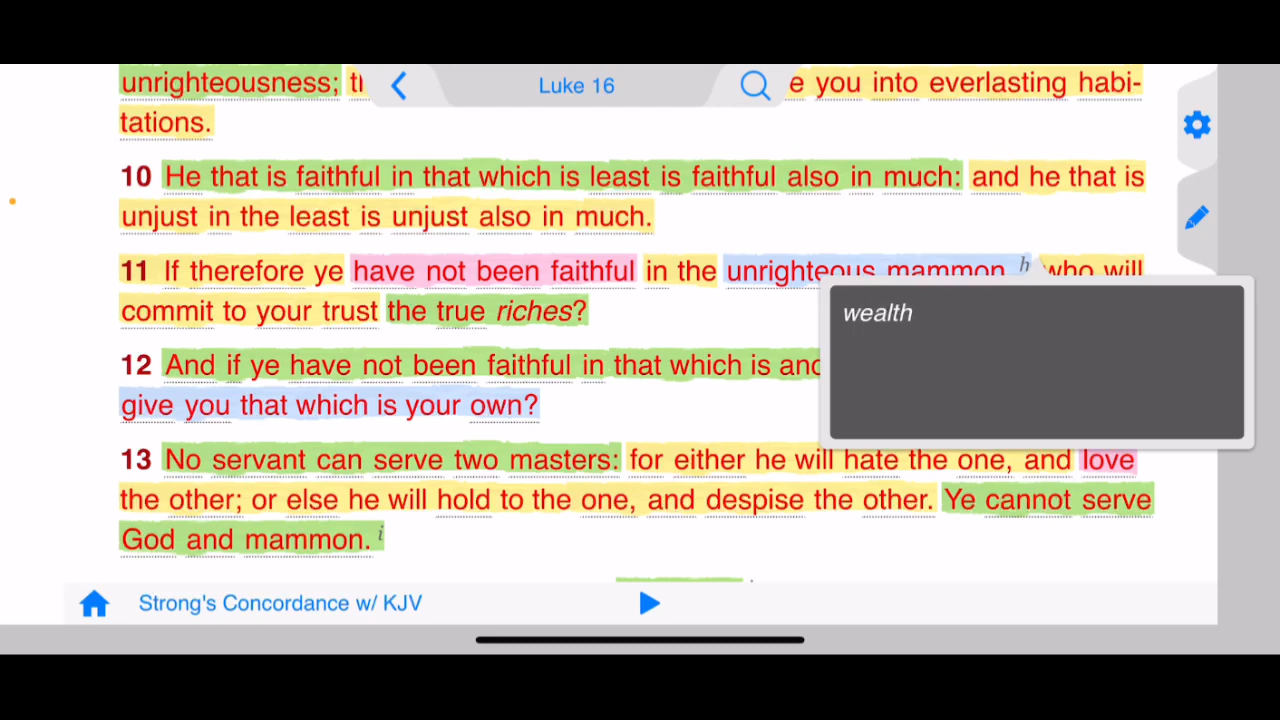 Luke 16
unrighteousness; you into everlasting habi-
tations.
10 He that is faithful in that which is least is faithful also in much: and he that is
unjust in the least is unjust also in much.
11 If therefore ye have not been faithful in the unrighteous mammon h who will
commit to your trust the true riches?
wealth
12 And if ye have not been faithful in that which is
give you that which is your own?
13 No servant can serve two masters: for either he will hate the one, and love
the other; or else he will hold to the one, and despise the other. Ye cannot serve
God and mammon. i
Strong's Concordance w/ KJV